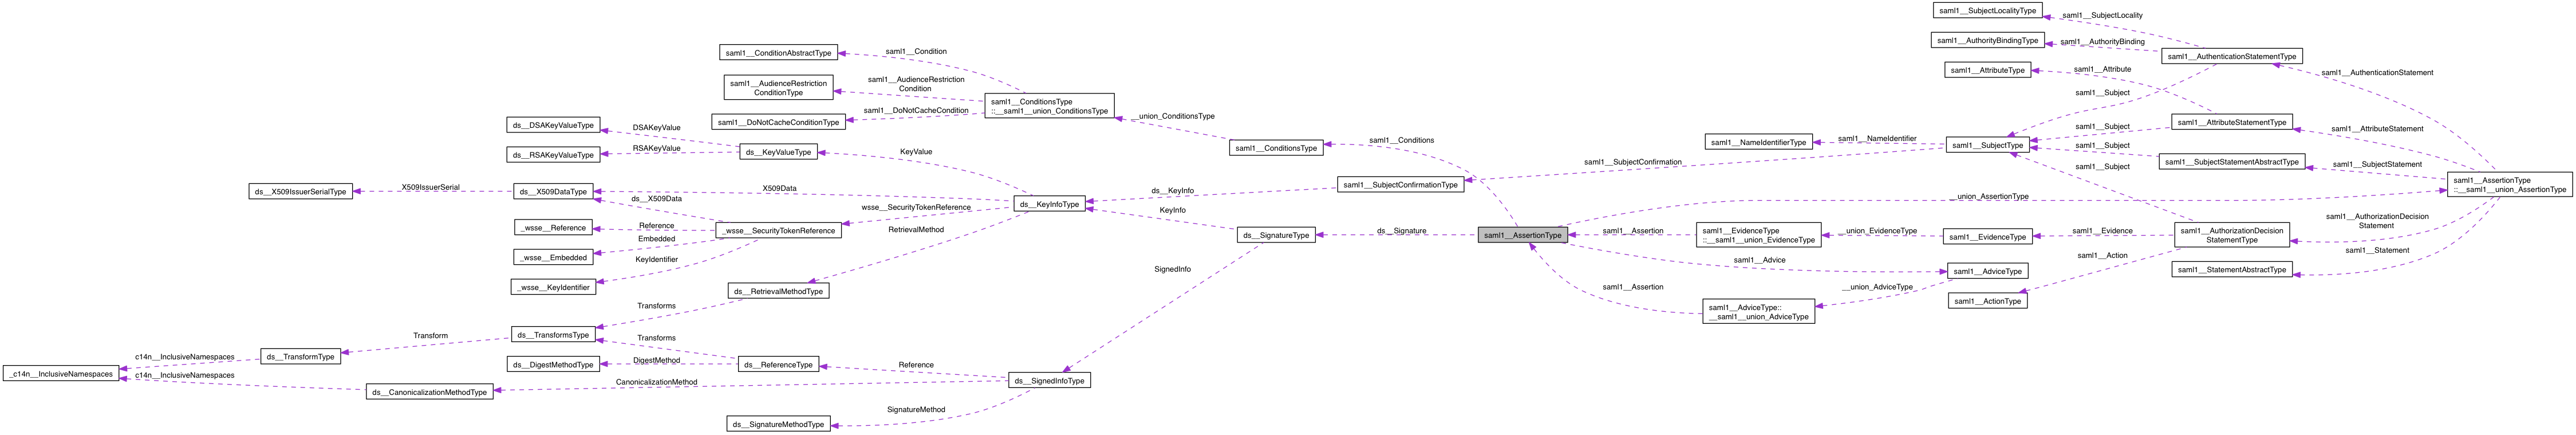 saml1__SubjectLocalityType
saml1__SubjectLocality
saml1__AuthorityBindingType
saml1__AuthorityBinding
saml1__ConditionAbstractType
saml1__Condition
saml1__AuthenticationStatementType
saml1__AttributeType
saml1__Attribute
saml1__AuthenticationStatement
saml1__AudienceRestriction
ConditionType
saml1__AudienceRestriction
Condition
saml1__ConditionsType
::__saml1__union_ConditionsType
saml1__Subject
saml1__DoNotCacheConditionType
saml1__DoNotCacheCondition
__union_ConditionsType
saml1__AttributeStatementType
ds__DSAKeyValueType
DSAKeyValue
saml1__Subject
saml1__AttributeStatement
saml1__Conditions
saml1__NameIdentifierType
saml1__NameIdentifier
saml1__SubjectType
saml1__Subject
ds__RSAKeyValueType
RSAKeyValue
ds__KeyValueType
KeyValue
saml1__ConditionsType
saml1__SubjectConfirmation
saml1__SubjectStatementAbstractType
saml1__SubjectStatement
saml1__Subject
saml1__AssertionType
::__saml1__union_AssertionType
ds__X509IssuerSerialType
X509IssuerSerial
ds__X509DataType
X509Data
ds__KeyInfo
saml1__SubjectConfirmationType
ds__X509Data
ds__KeyInfoType
__union_AssertionType
wsse__SecurityTokenReference
KeyInfo
saml1__AuthorizationDecision
Statement
_wsse__Reference
Reference
_wsse__SecurityTokenReference
RetrievalMethod
ds__SignatureType
ds__Signature
saml1__AssertionType
saml1__Assertion
saml1__EvidenceType
::__saml1__union_EvidenceType
__union_EvidenceType
saml1__EvidenceType
saml1__Evidence
saml1__AuthorizationDecision
StatementType
Embedded
_wsse__Embedded
saml1__Statement
KeyIdentifier
saml1__Advice
saml1__Action
SignedInfo
saml1__AdviceType
saml1__StatementAbstractType
_wsse__KeyIdentifier
ds__RetrievalMethodType
saml1__Assertion
__union_AdviceType
saml1__ActionType
Transforms
saml1__AdviceType::
__saml1__union_AdviceType
ds__TransformsType
Transform
Transforms
c14n__InclusiveNamespaces
ds__TransformType
ds__DigestMethodType
DigestMethod
ds__ReferenceType
Reference
_c14n__InclusiveNamespaces
c14n__InclusiveNamespaces
CanonicalizationMethod
ds__SignedInfoType
ds__CanonicalizationMethodType
SignatureMethod
ds__SignatureMethodType